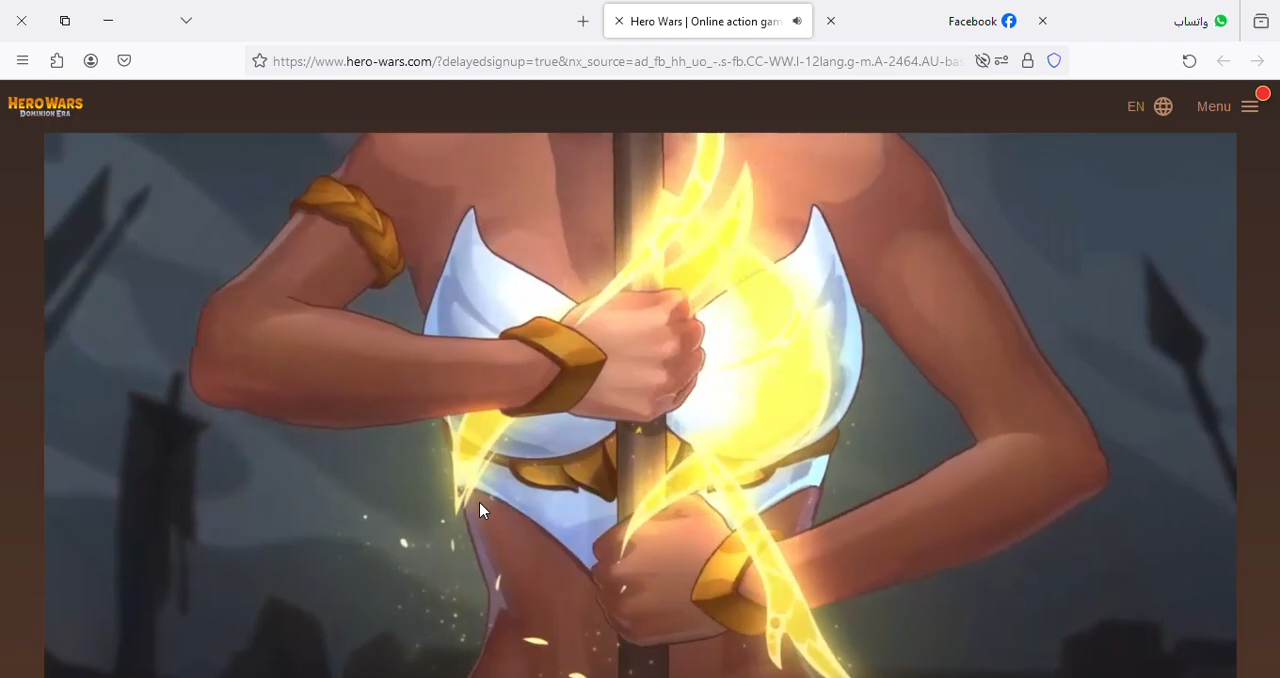 Hero Wars | Online action gam
Facebook
واتساب
https://www.hero-wars.com/?delayedsignup=true&nx_source=ad_fb_hh_uo_-.s-fb.CC-WW.l-12lang.g-m.A-2464.AU-bas
HERO WARS
DOMINION ERA
EN
Menu